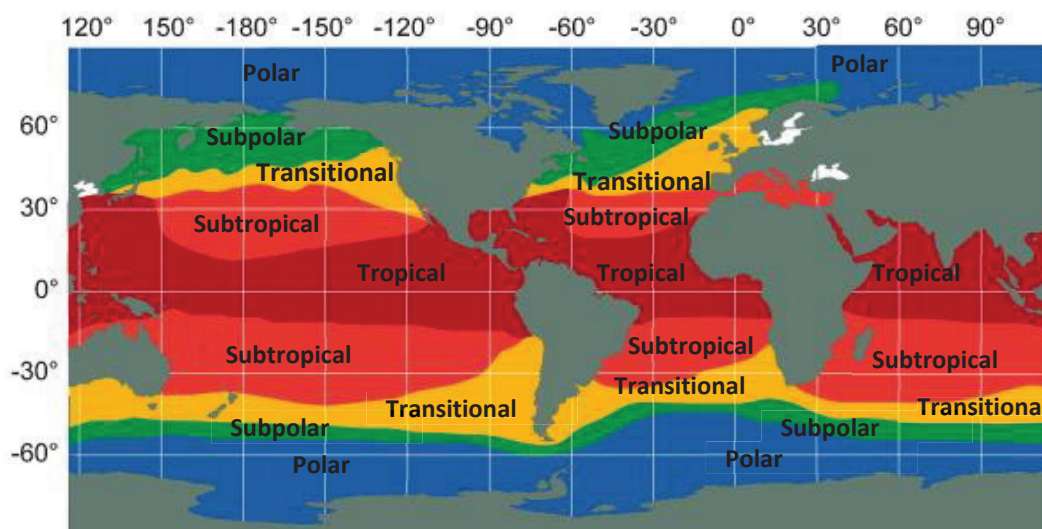 120° 150° -180° -150° -120° -90° -60° -30° 0° 30° 60° 90°
Polar Polar
60° Subpolar Subpolar
Transitional Transitional
30° Subtropical Subtropical
Tropical Tropical Tropical
0°
Subtropical Subtropical Subtropical
-30° Transitional Transitional Transitional
Subpolar Subpolar
-60° Polar Polar